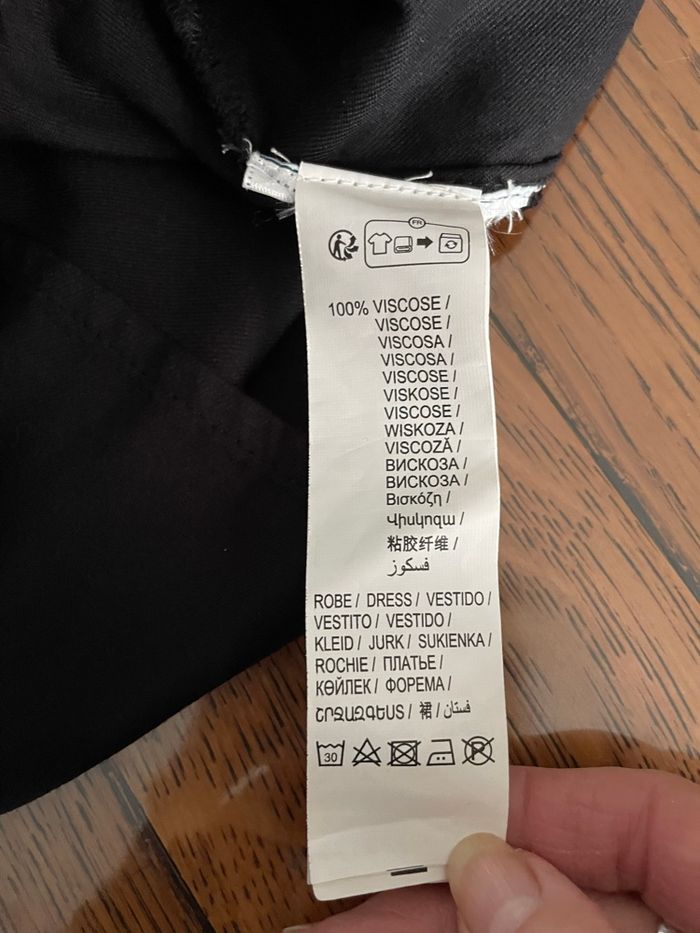 FR
100% VISCOSE /
VISCOSE /
VISCOSA /
VISCOSA /
VISCOSE /
VISKOSE /
VISCOSE /
WISKOZA /
VISCOZĂ /
ВИСКОЗА /
ВИСКОЗА /
Βισκόζη /
Վիսկոզա /
粘胶纤维 /
فسكوز
ROBE / DRESS / VESTIDO /
VESTITO / VESTIDO /
KLEID / JURK / SUKIENKA /
ROCHIE / ПЛАТЬЕ /
КӨЙЛЕК / ΦΟΡΕΜΑ /
ՇՐՋԱԶԳԵՍՏ / 裙 / فستان
30
P